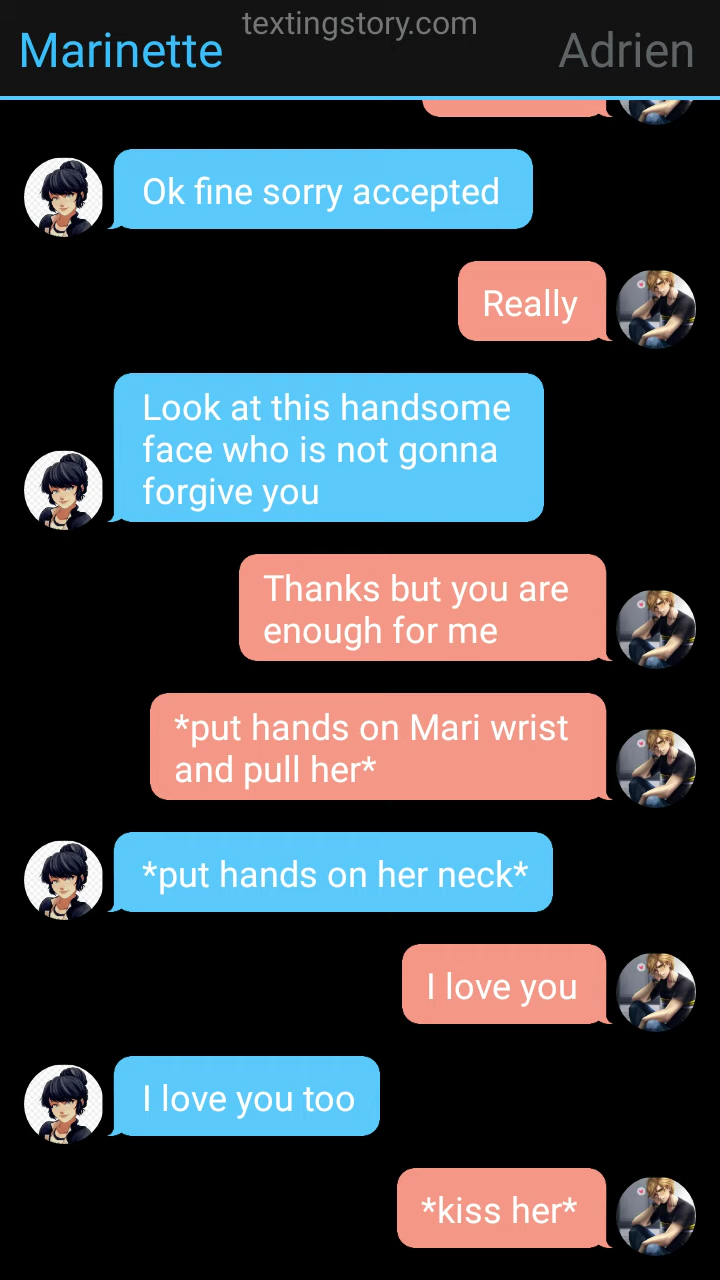 textingstory.com
Marinette
Adrien
Ok fine sorry accepted
Really
Look at this handsome
face who is not gonna
forgive you
Thanks but you are
enough for me
*put hands on Mari wrist
and pull her*
*put hands on her neck*
I love you
I love you too
*kiss her*